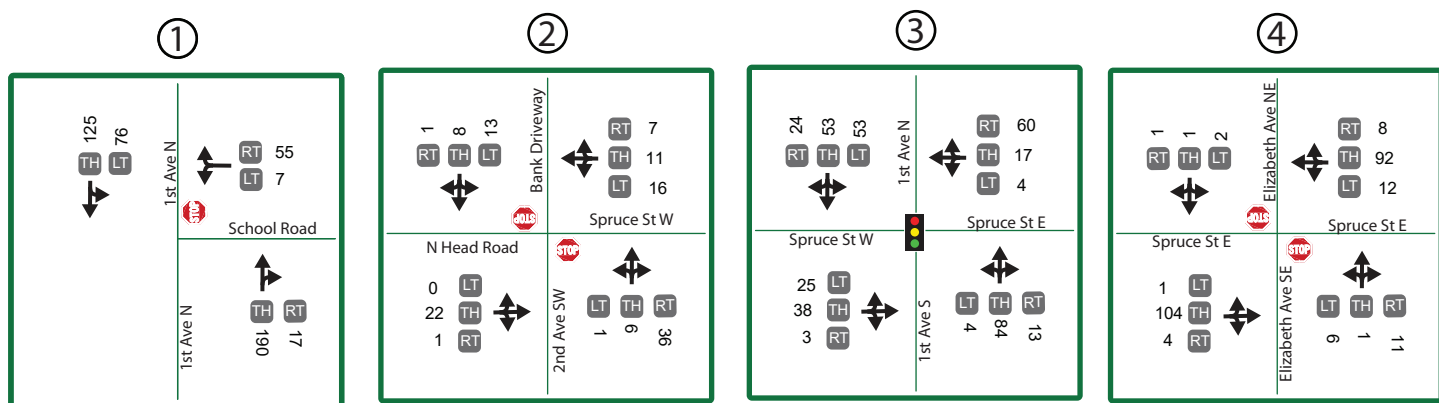 1
125 76
TH LT
1st Ave N
RT 55
LT 7
STOP
School Road
1st Ave N
TH RT
190 17
2
1 8 13
RT TH LT
Bank Driveway
RT 7
TH 11
LT 16
STOP
Spruce St W
N Head Road
STOP
0 LT
22 TH
1 RT
2nd Ave SW
LT TH RT
1 6 36
3
24 53 53
RT TH LT
1st Ave N
RT 60
TH 17
LT 4
Spruce St E
Spruce St W
25 LT
38 TH
3 RT
1st Ave S
LT TH RT
4 84 13
4
1 1 2
RT TH LT
Elizabeth Ave NE
RT 8
TH 92
LT 12
STOP
Spruce St E
Spruce St E
STOP
1 LT
104 TH
4 RT
Elizabeth Ave SE
LT TH RT
6 1 11